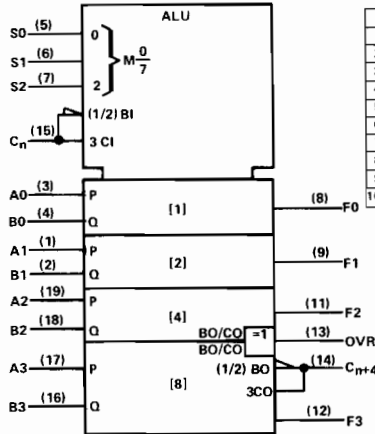 ALU
S0 (5) 0
S1 (6) M 0/7
S2 (7) 2
(1/2) BI
Cn (15) 3 CI
A0 (3) P
B0 (4) Q [1] (8) F0
A1 (1) P
B1 (2) Q [2] (9) F1
A2 (19) P
B2 (18) Q [4] (11) F2
BO/CO =1 (13) OVR
BO/CO
A3 (17) P (1/2) BO (14) Cn+4
B3 (16) Q [8] 3CO
(12) F3